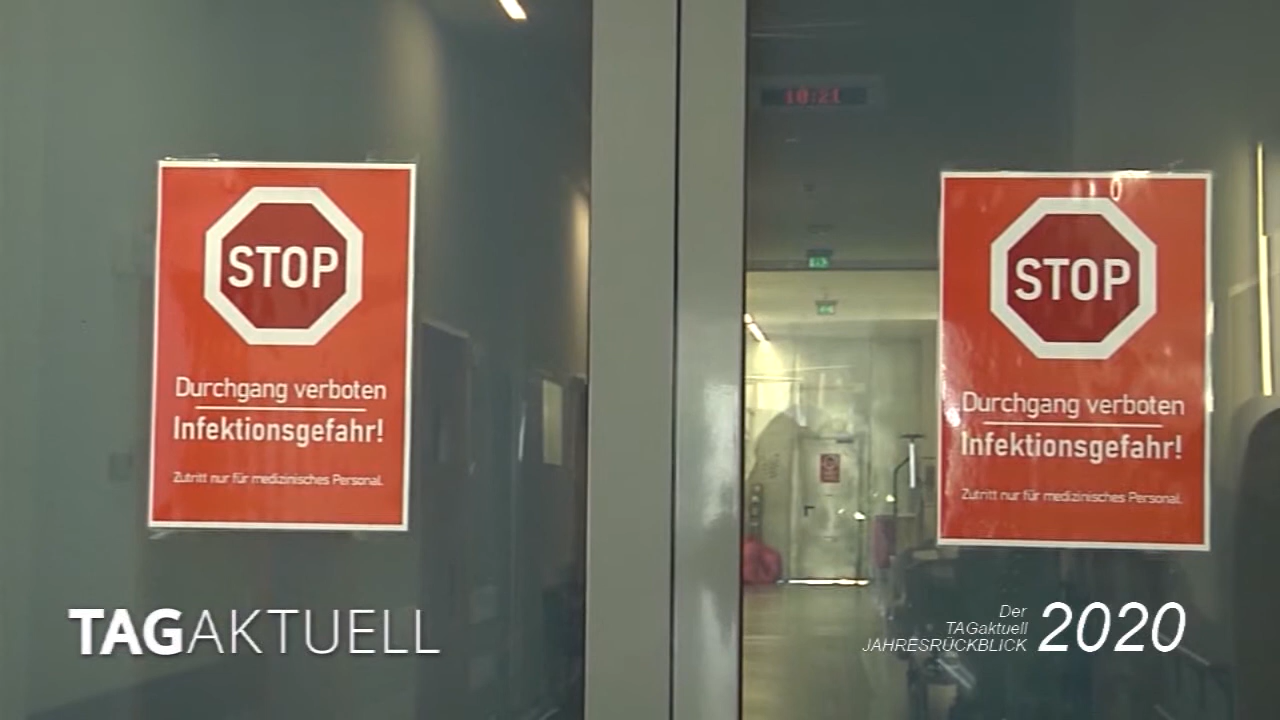 STOP
Durchgang verboten
Infektionsgefahr!
Zutritt nur für medizinisches Personal.
10:21
STOP
Durchgang verboten
Infektionsgefahr!
Zutritt nur für medizinisches Personal.
TAGAKTUELL
Der
TAGaktuell
JAHRESRÜCKBLICK
2020